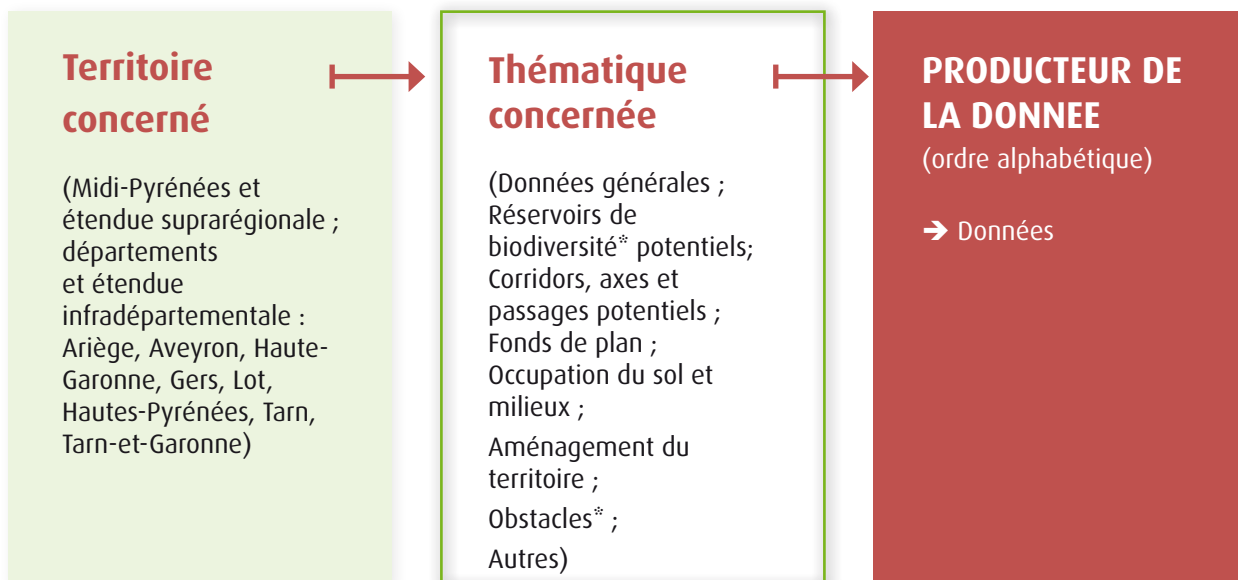 Territoire
concerné
(Midi-Pyrénées et
étendue suprarégionale ;
départements
et étendue
infradépartementale :
Ariège, Aveyron, Haute-
Garonne, Gers, Lot,
Hautes-Pyrénées, Tarn,
Tarn-et-Garonne)
Thématique
concernée
(Données générales ;
Réservoirs de
biodiversité* potentiels;
Corridors, axes et
passages potentiels ;
Fonds de plan ;
Occupation du sol et
milieux ;
Aménagement du
territoire ;
Obstacles* ;
Autres)
PRODUCTEUR DE
LA DONNEE
(ordre alphabétique)
➔ Données